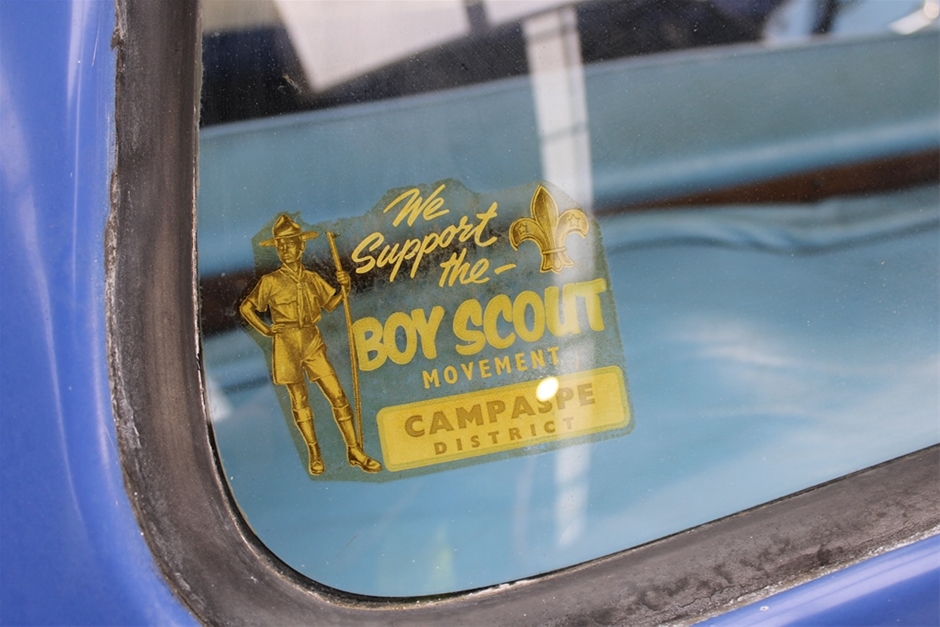 We
Support
the-
BOY SCOUT
MOVEMENT
CAMPASPE
DISTRICT